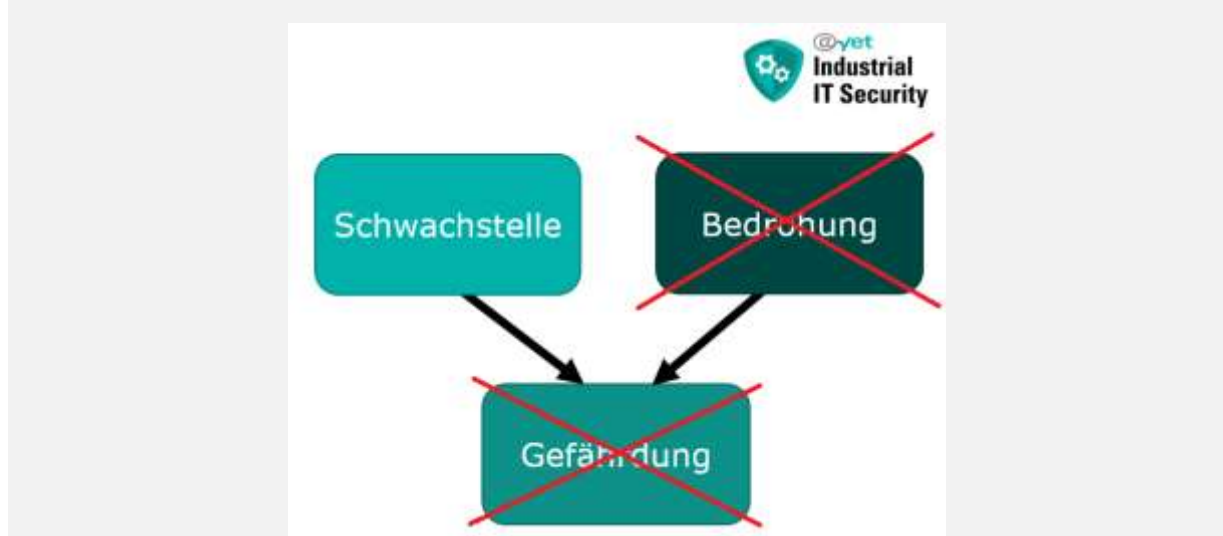 @yet
Industrial
IT Security
Schwachstelle
Bedrohung
Gefährdung